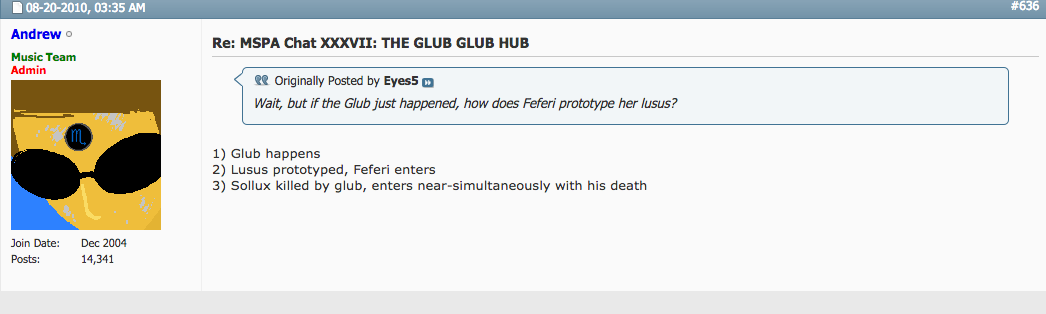 08-20-2010, 03:35 AM #636
Andrew
Music Team
Admin
Join Date: Dec 2004
Posts: 14,341
Re: MSPA Chat XXXVII: THE GLUB GLUB HUB
Originally Posted by Eyes5
Wait, but if the Glub just happened, how does Feferi prototype her lusus?
1) Glub happens
2) Lusus prototyped, Feferi enters
3) Sollux killed by glub, enters near-simultaneously with his death